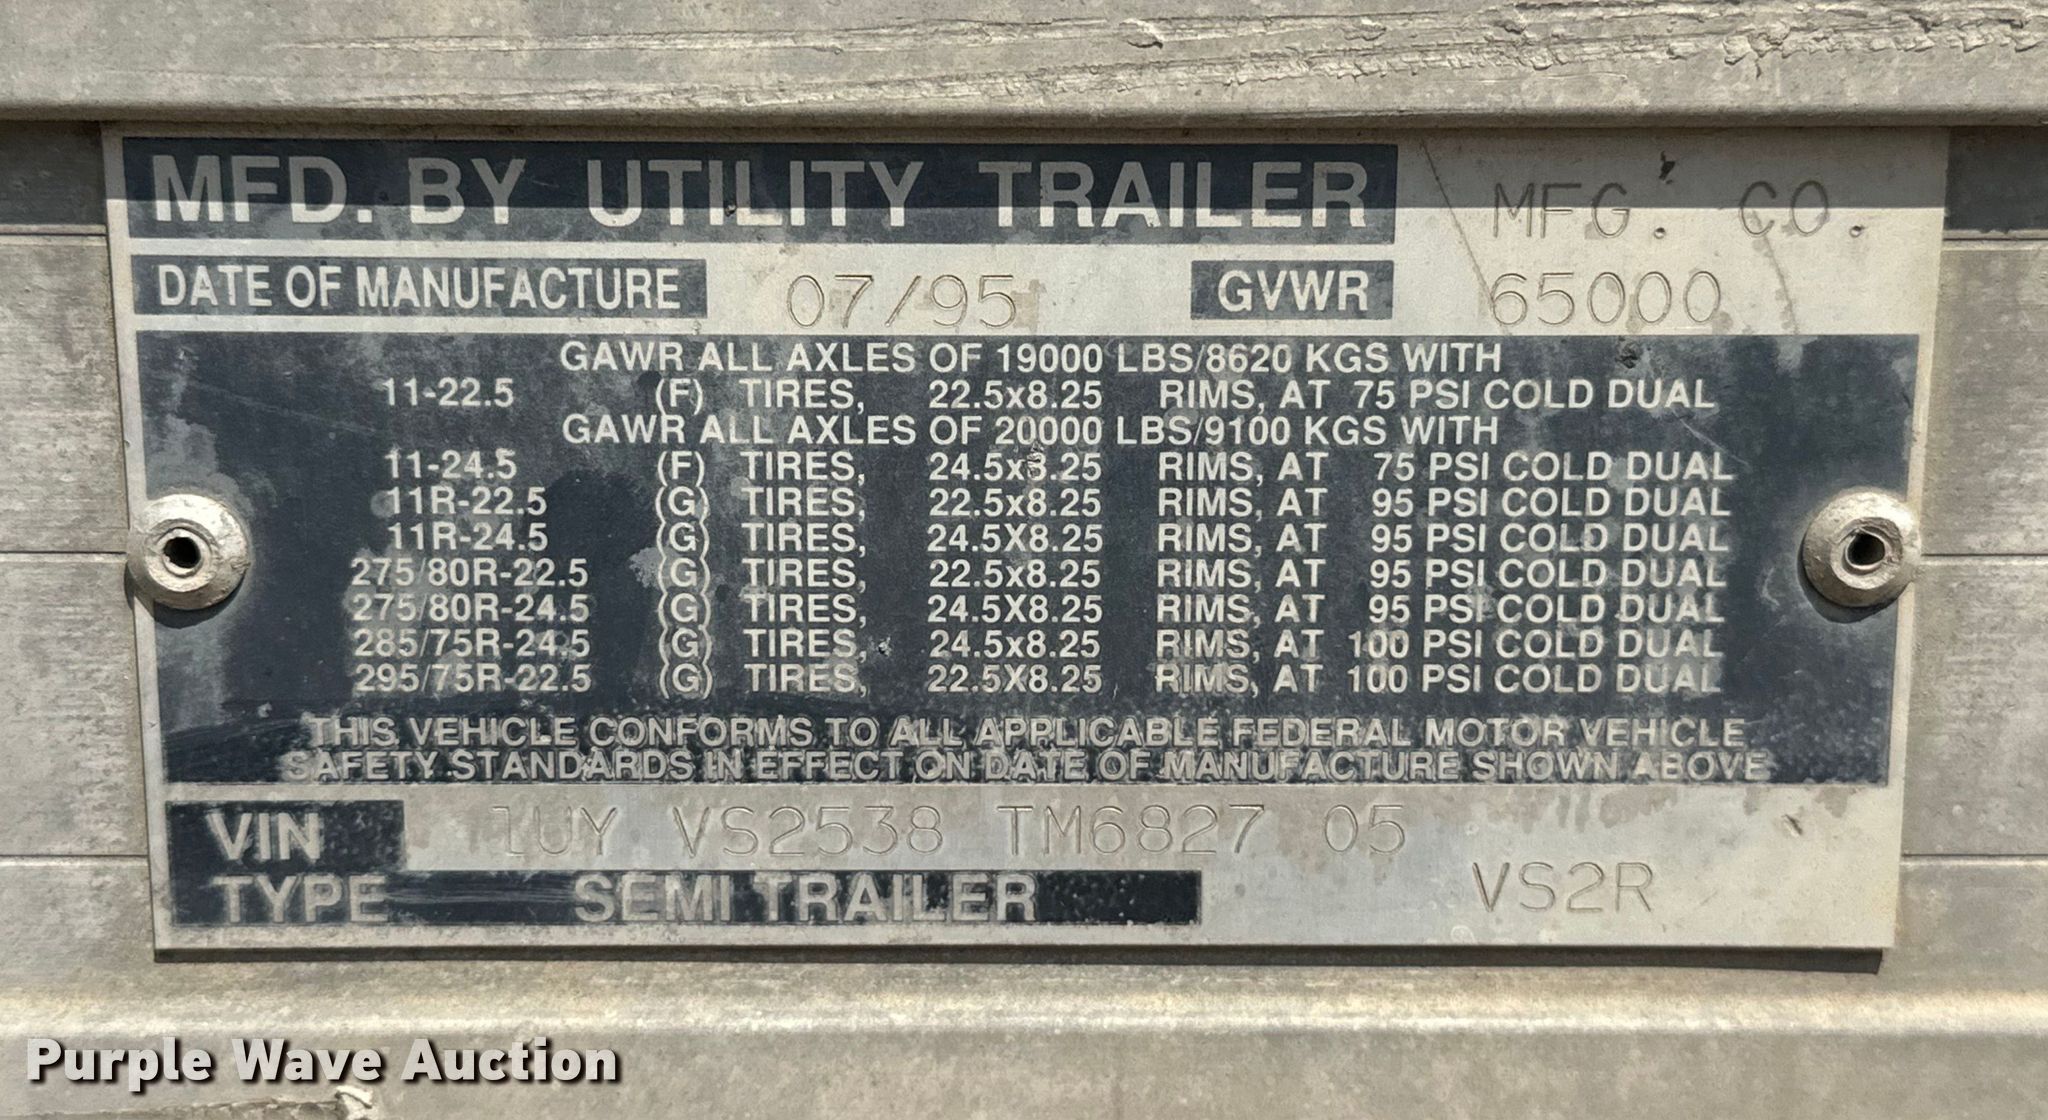 MFD. BY UTILITY TRAILER MFG. CO.
DATE OF MANUFACTURE 07/95 GVWR 65000
GAWR ALL AXLES OF 19000 LBS/8620 KGS WITH
11-22.5 (F) TIRES, 22.5x8.25 RIMS, AT 75 PSI COLD DUAL
GAWR ALL AXLES OF 20000 LBS/9100 KGS WITH
11-24.5 (F) TIRES, 24.5x8.25 RIMS, AT 75 PSI COLD DUAL
11R-22.5 (G) TIRES, 22.5x8.25 RIMS, AT 95 PSI COLD DUAL
11R-24.5 (G) TIRES, 24.5X8.25 RIMS, AT 95 PSI COLD DUAL
275/80R-22.5 (G) TIRES, 22.5x8.25 RIMS, AT 95 PSI COLD DUAL
275/80R-24.5 (G) TIRES, 24.5X8.25 RIMS, AT 95 PSI COLD DUAL
285/75R-24.5 (G) TIRES, 24.5x8.25 RIMS, AT 100 PSI COLD DUAL
295/75R-22.5 (G) TIRES, 22.5X8.25 RIMS, AT 100 PSI COLD DUAL
THIS VEHICLE CONFORMS TO ALL APPLICABLE FEDERAL MOTOR VEHICLE
SAFETY STANDARDS IN EFFECT ON DATE OF MANUFACTURE SHOWN ABOVE
VIN 1UY VS2538 TM6827 05
TYPE SEMI TRAILER VS2R
Purple Wave Auction